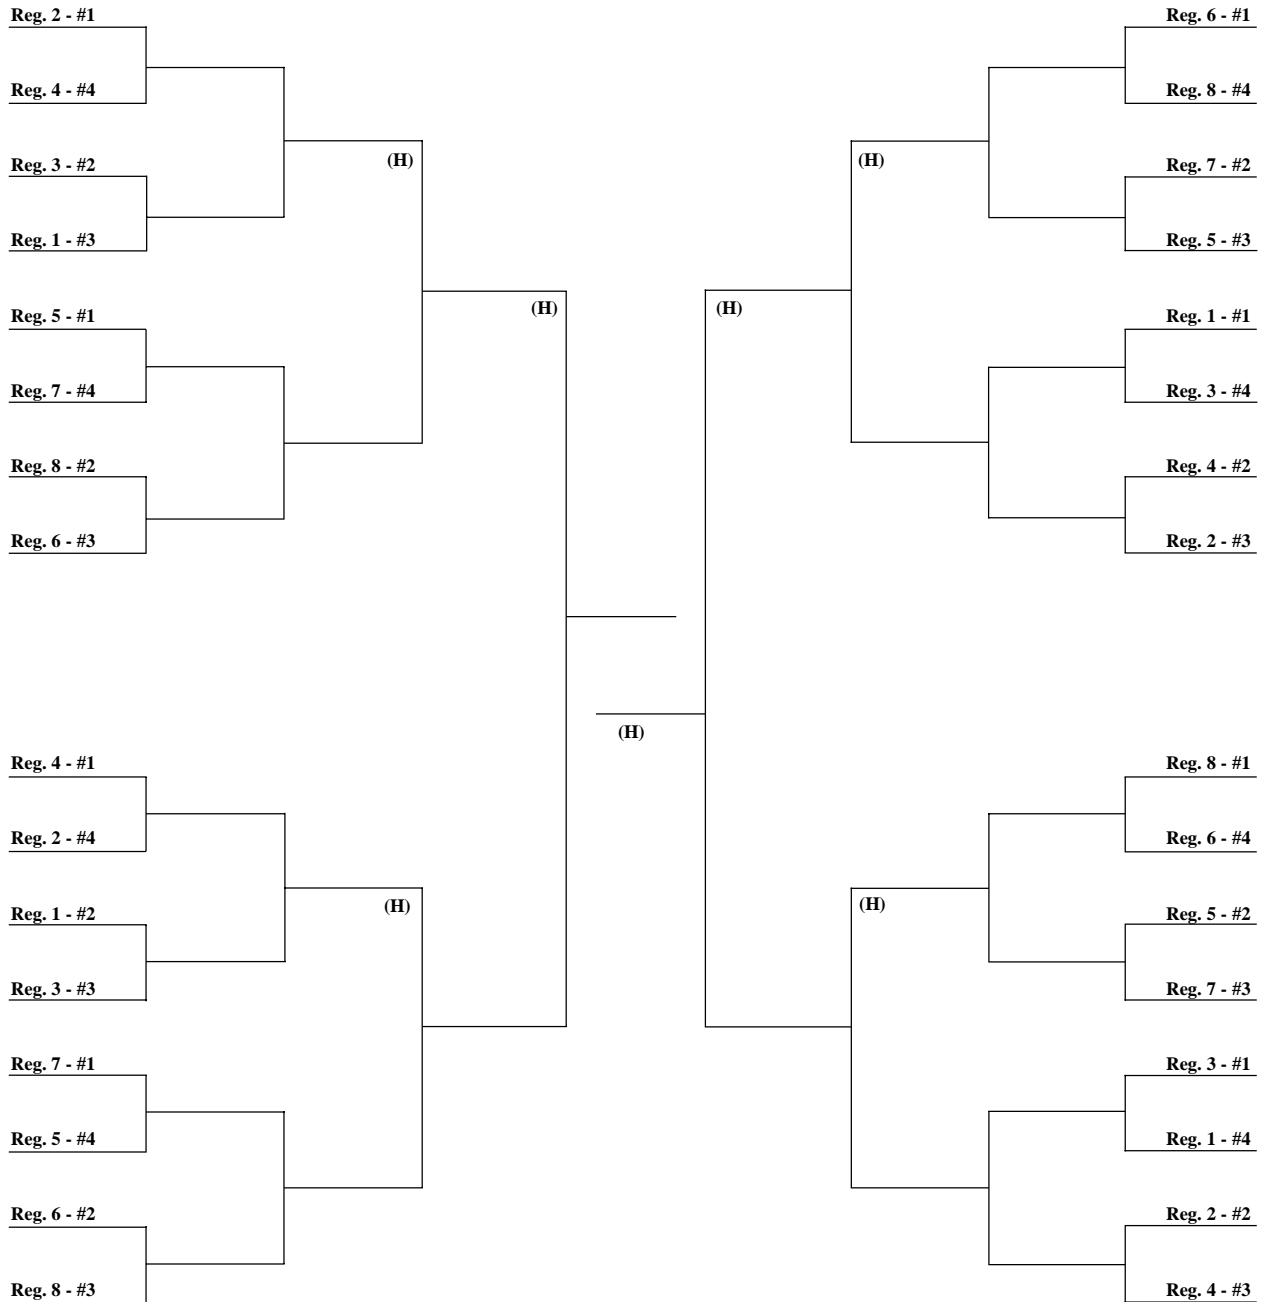 Reg. 2 - #1
Reg. 4 - #4
Reg. 3 - #2
Reg. 1 - #3
Reg. 5 - #1
Reg. 7 - #4
Reg. 8 - #2
Reg. 6 - #3
(H)
(H)
Reg. 4 - #1
Reg. 2 - #4
Reg. 1 - #2
Reg. 3 - #3
Reg. 7 - #1
Reg. 5 - #4
Reg. 6 - #2
Reg. 8 - #3
(H)
(H)
Reg. 6 - #1
Reg. 8 - #4
Reg. 7 - #2
Reg. 5 - #3
Reg. 1 - #1
Reg. 3 - #4
Reg. 4 - #2
Reg. 2 - #3
(H)
(H)
Reg. 8 - #1
Reg. 6 - #4
Reg. 5 - #2
Reg. 7 - #3
Reg. 3 - #1
Reg. 1 - #4
Reg. 2 - #2
Reg. 4 - #3
(H)